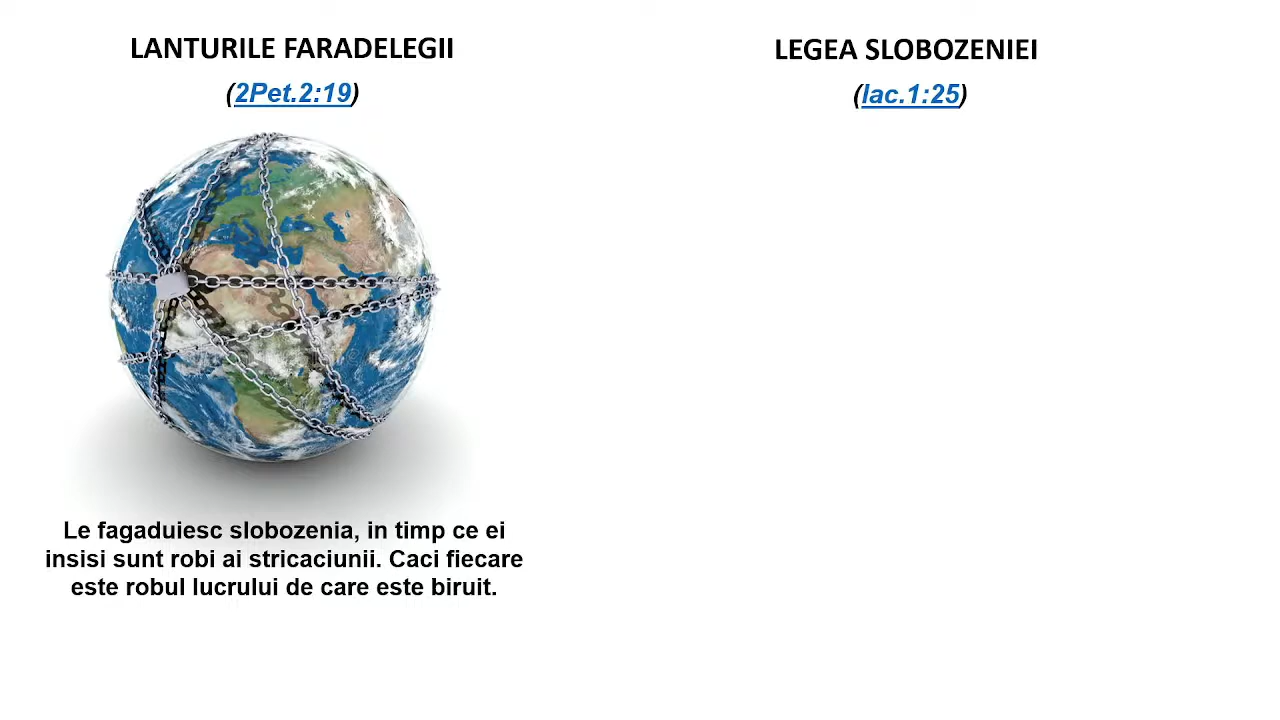 LANTURILE FARADELEGII
(2Pet.2:19)
Le fagaduiesc slobozenia, in timp ce ei
insisi sunt robi ai stricaciunii. Caci fiecare
este robul lucrului de care este biruit.
LEGEA SLOBOZENIEI
(Iac.1:25)